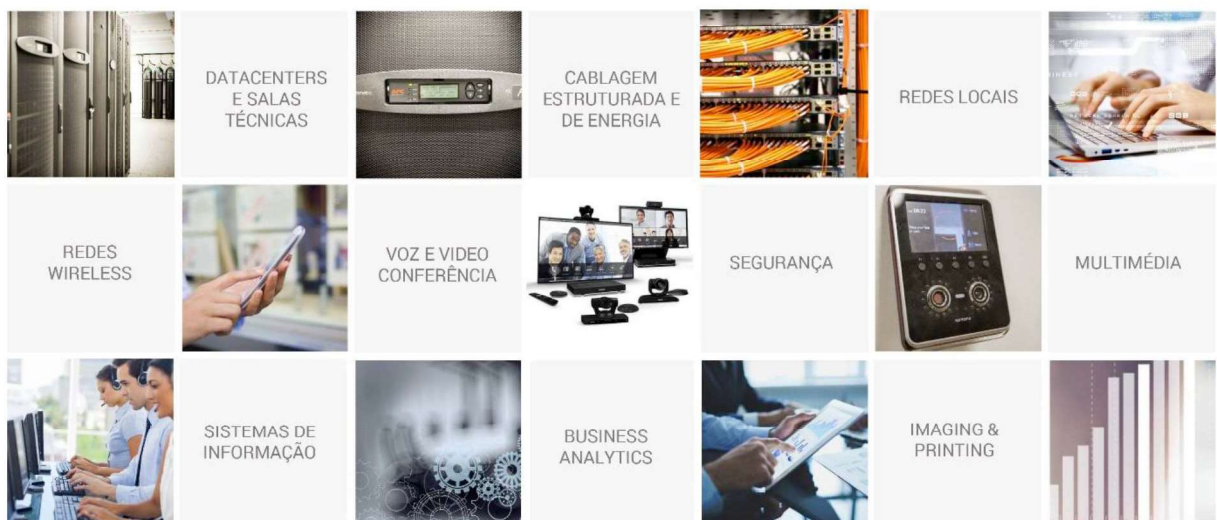 DATACENTERS
E SALAS
TÉCNICAS
CABLAGEM
ESTRUTURADA E
DE ENERGIA
REDES LOCAIS
REDES
WIRELESS
VOZ E VIDEO
CONFERÊNCIA
SEGURANÇA
MULTIMÉDIA
SISTEMAS DE
INFORMAÇÃO
BUSINESS
ANALYTICS
IMAGING &
PRINTING